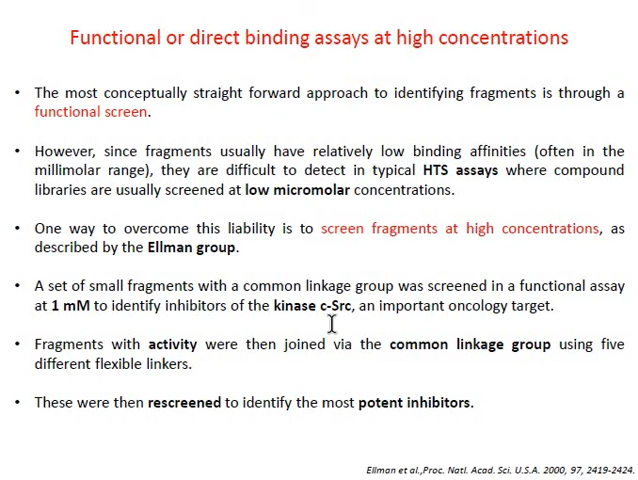 Functional or direct binding assays at high concentrations
• The most conceptually straight forward approach to identifying fragments is through a
functional screen.
• However, since fragments usually have relatively low binding affinities (often in the
millimolar range), they are difficult to detect in typical HTS assays where compound
libraries are usually screened at low micromolar concentrations.
• One way to overcome this liability is to screen fragments at high concentrations, as
described by the Ellman group.
• A set of small fragments with a common linkage group was screened in a functional assay
at 1 mM to identify inhibitors of the kinase c-Src, an important oncology target.
• Fragments with activity were then joined via the common linkage group using five
different flexible linkers.
• These were then rescreened to identify the most potent inhibitors.
Ellman et al.,Proc. Natl. Acad. Sci. U.S.A. 2000, 97, 2419-2424.